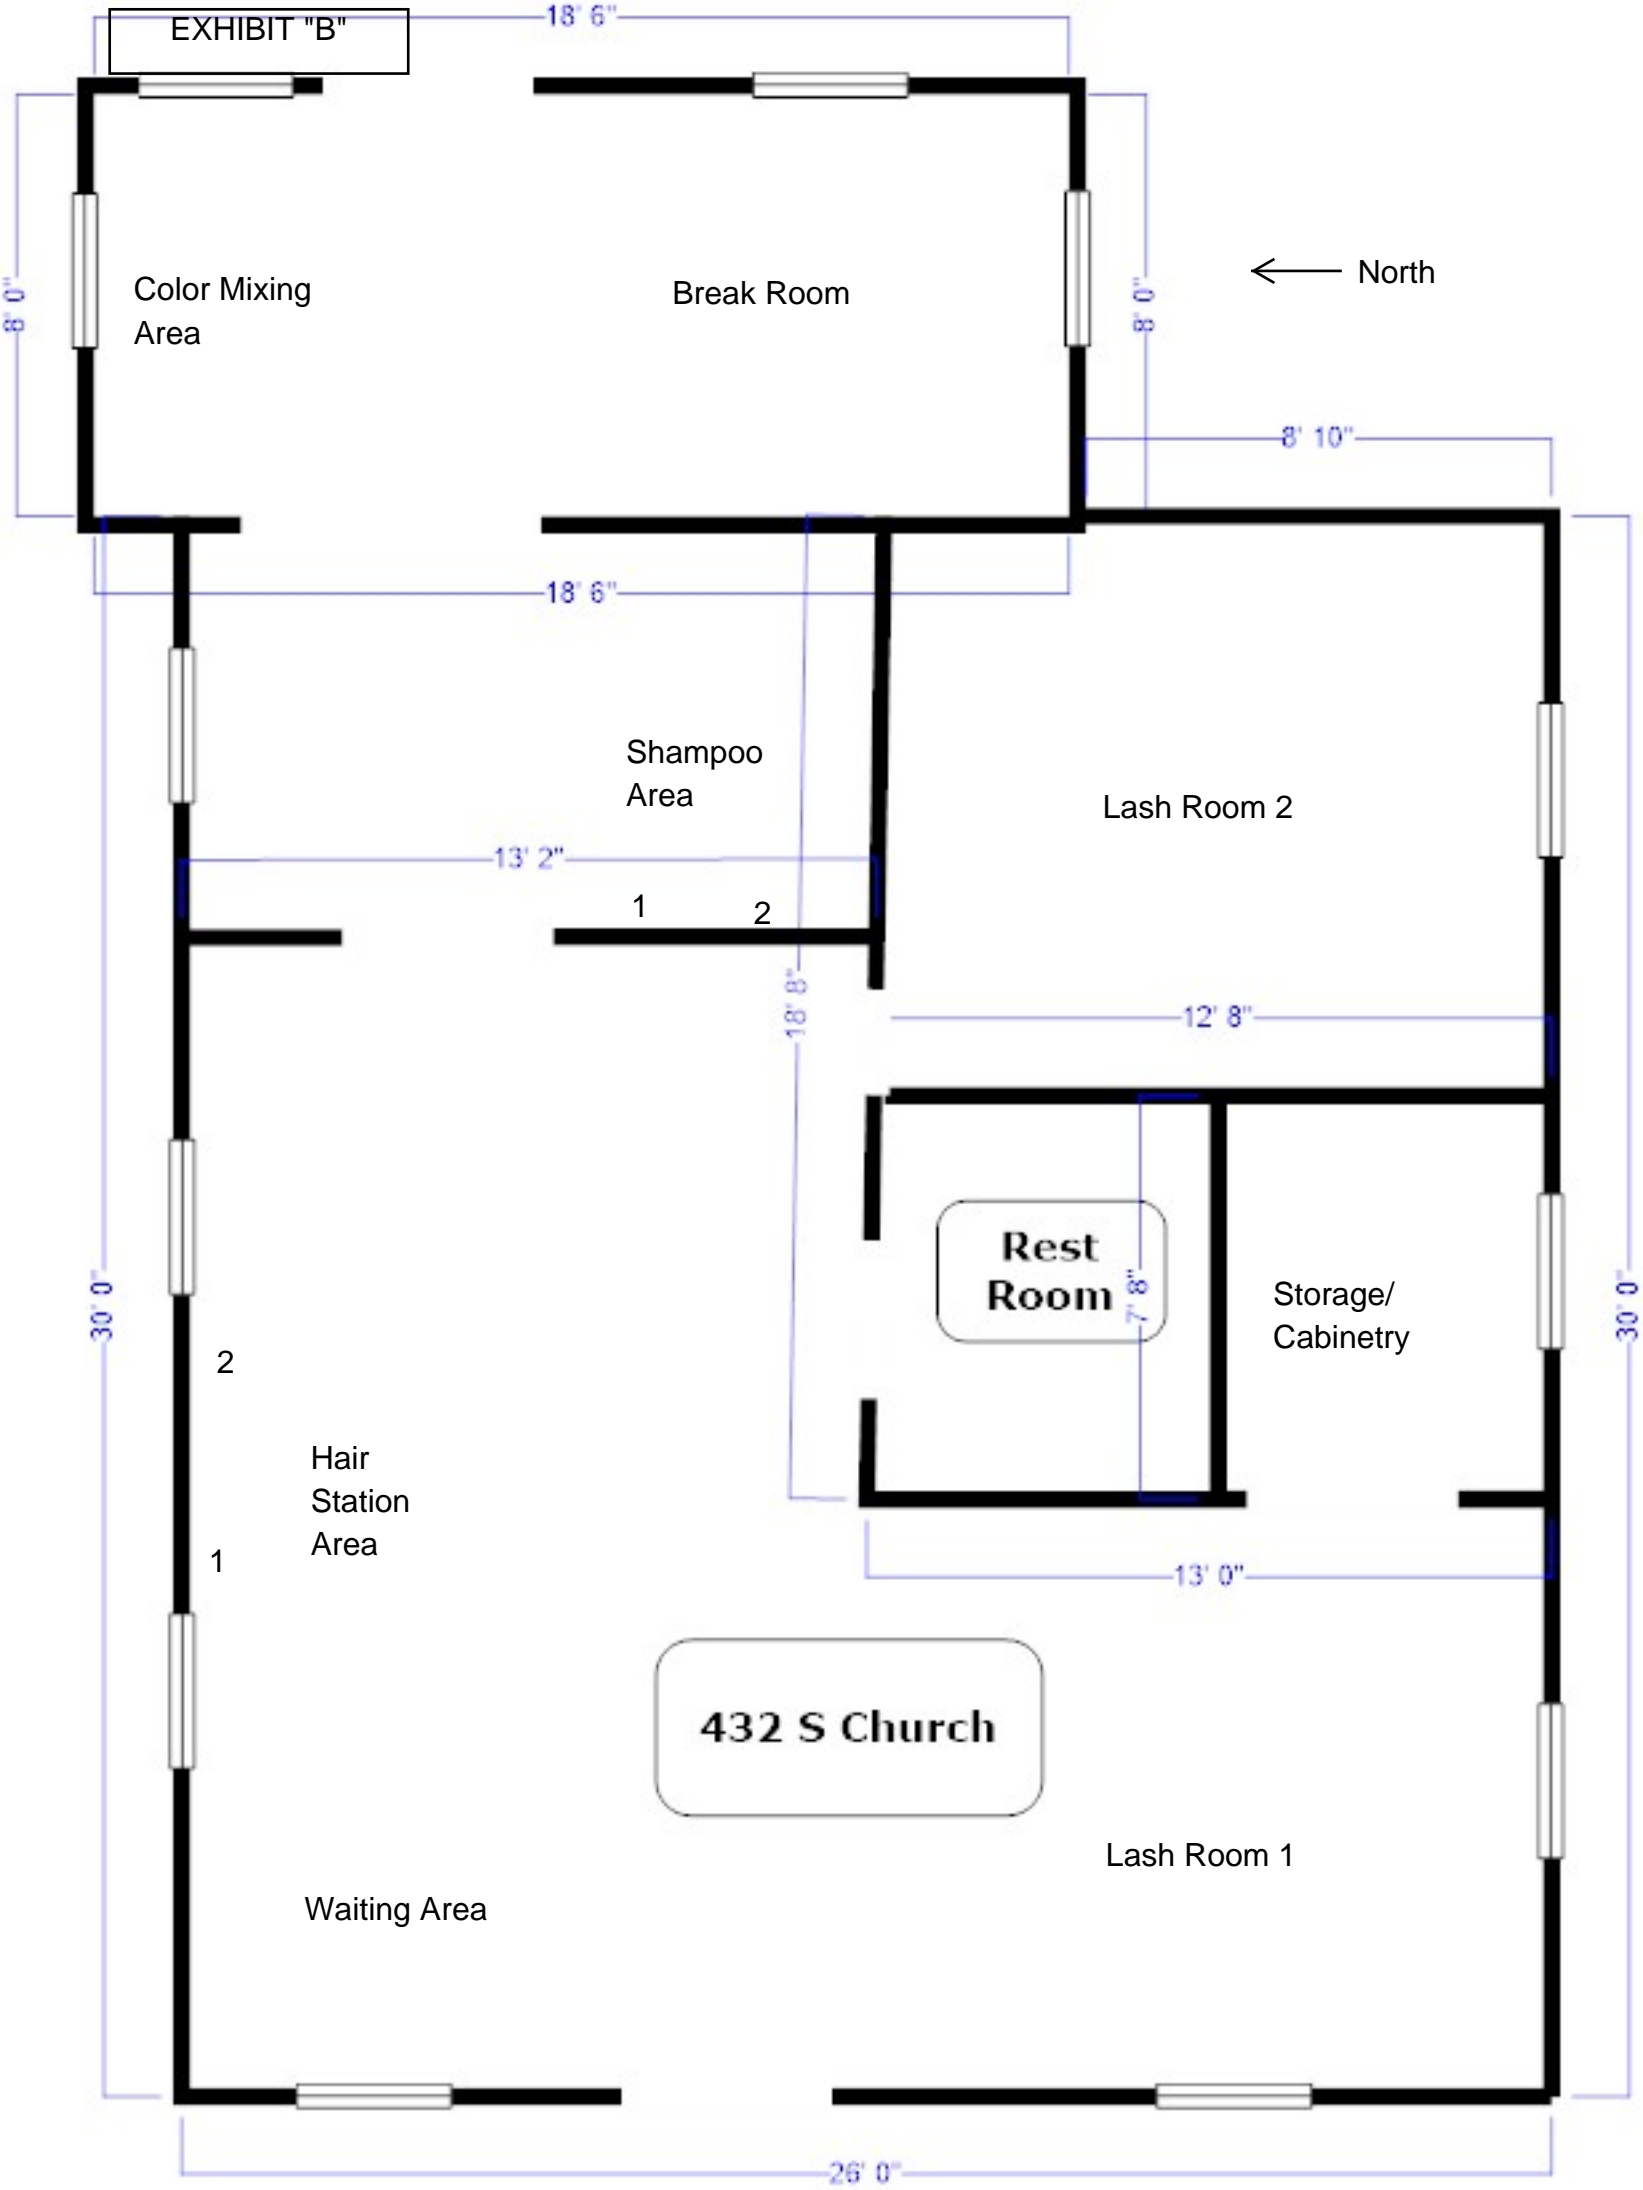 18' 6"
EXHIBIT "B"
North
8' 0"
8' 0"
Color Mixing
Area
Break Room
8' 10"
18' 6"
Shampoo
Area
Lash Room 2
13' 2"
1
2
18' 8"
12' 8"
Rest
Room
7' 8"
Storage/
Cabinetry
30' 0"
30' 0"
2
Hair
Station
Area
1
13' 0"
432 S Church
Lash Room 1
Waiting Area
26' 0"